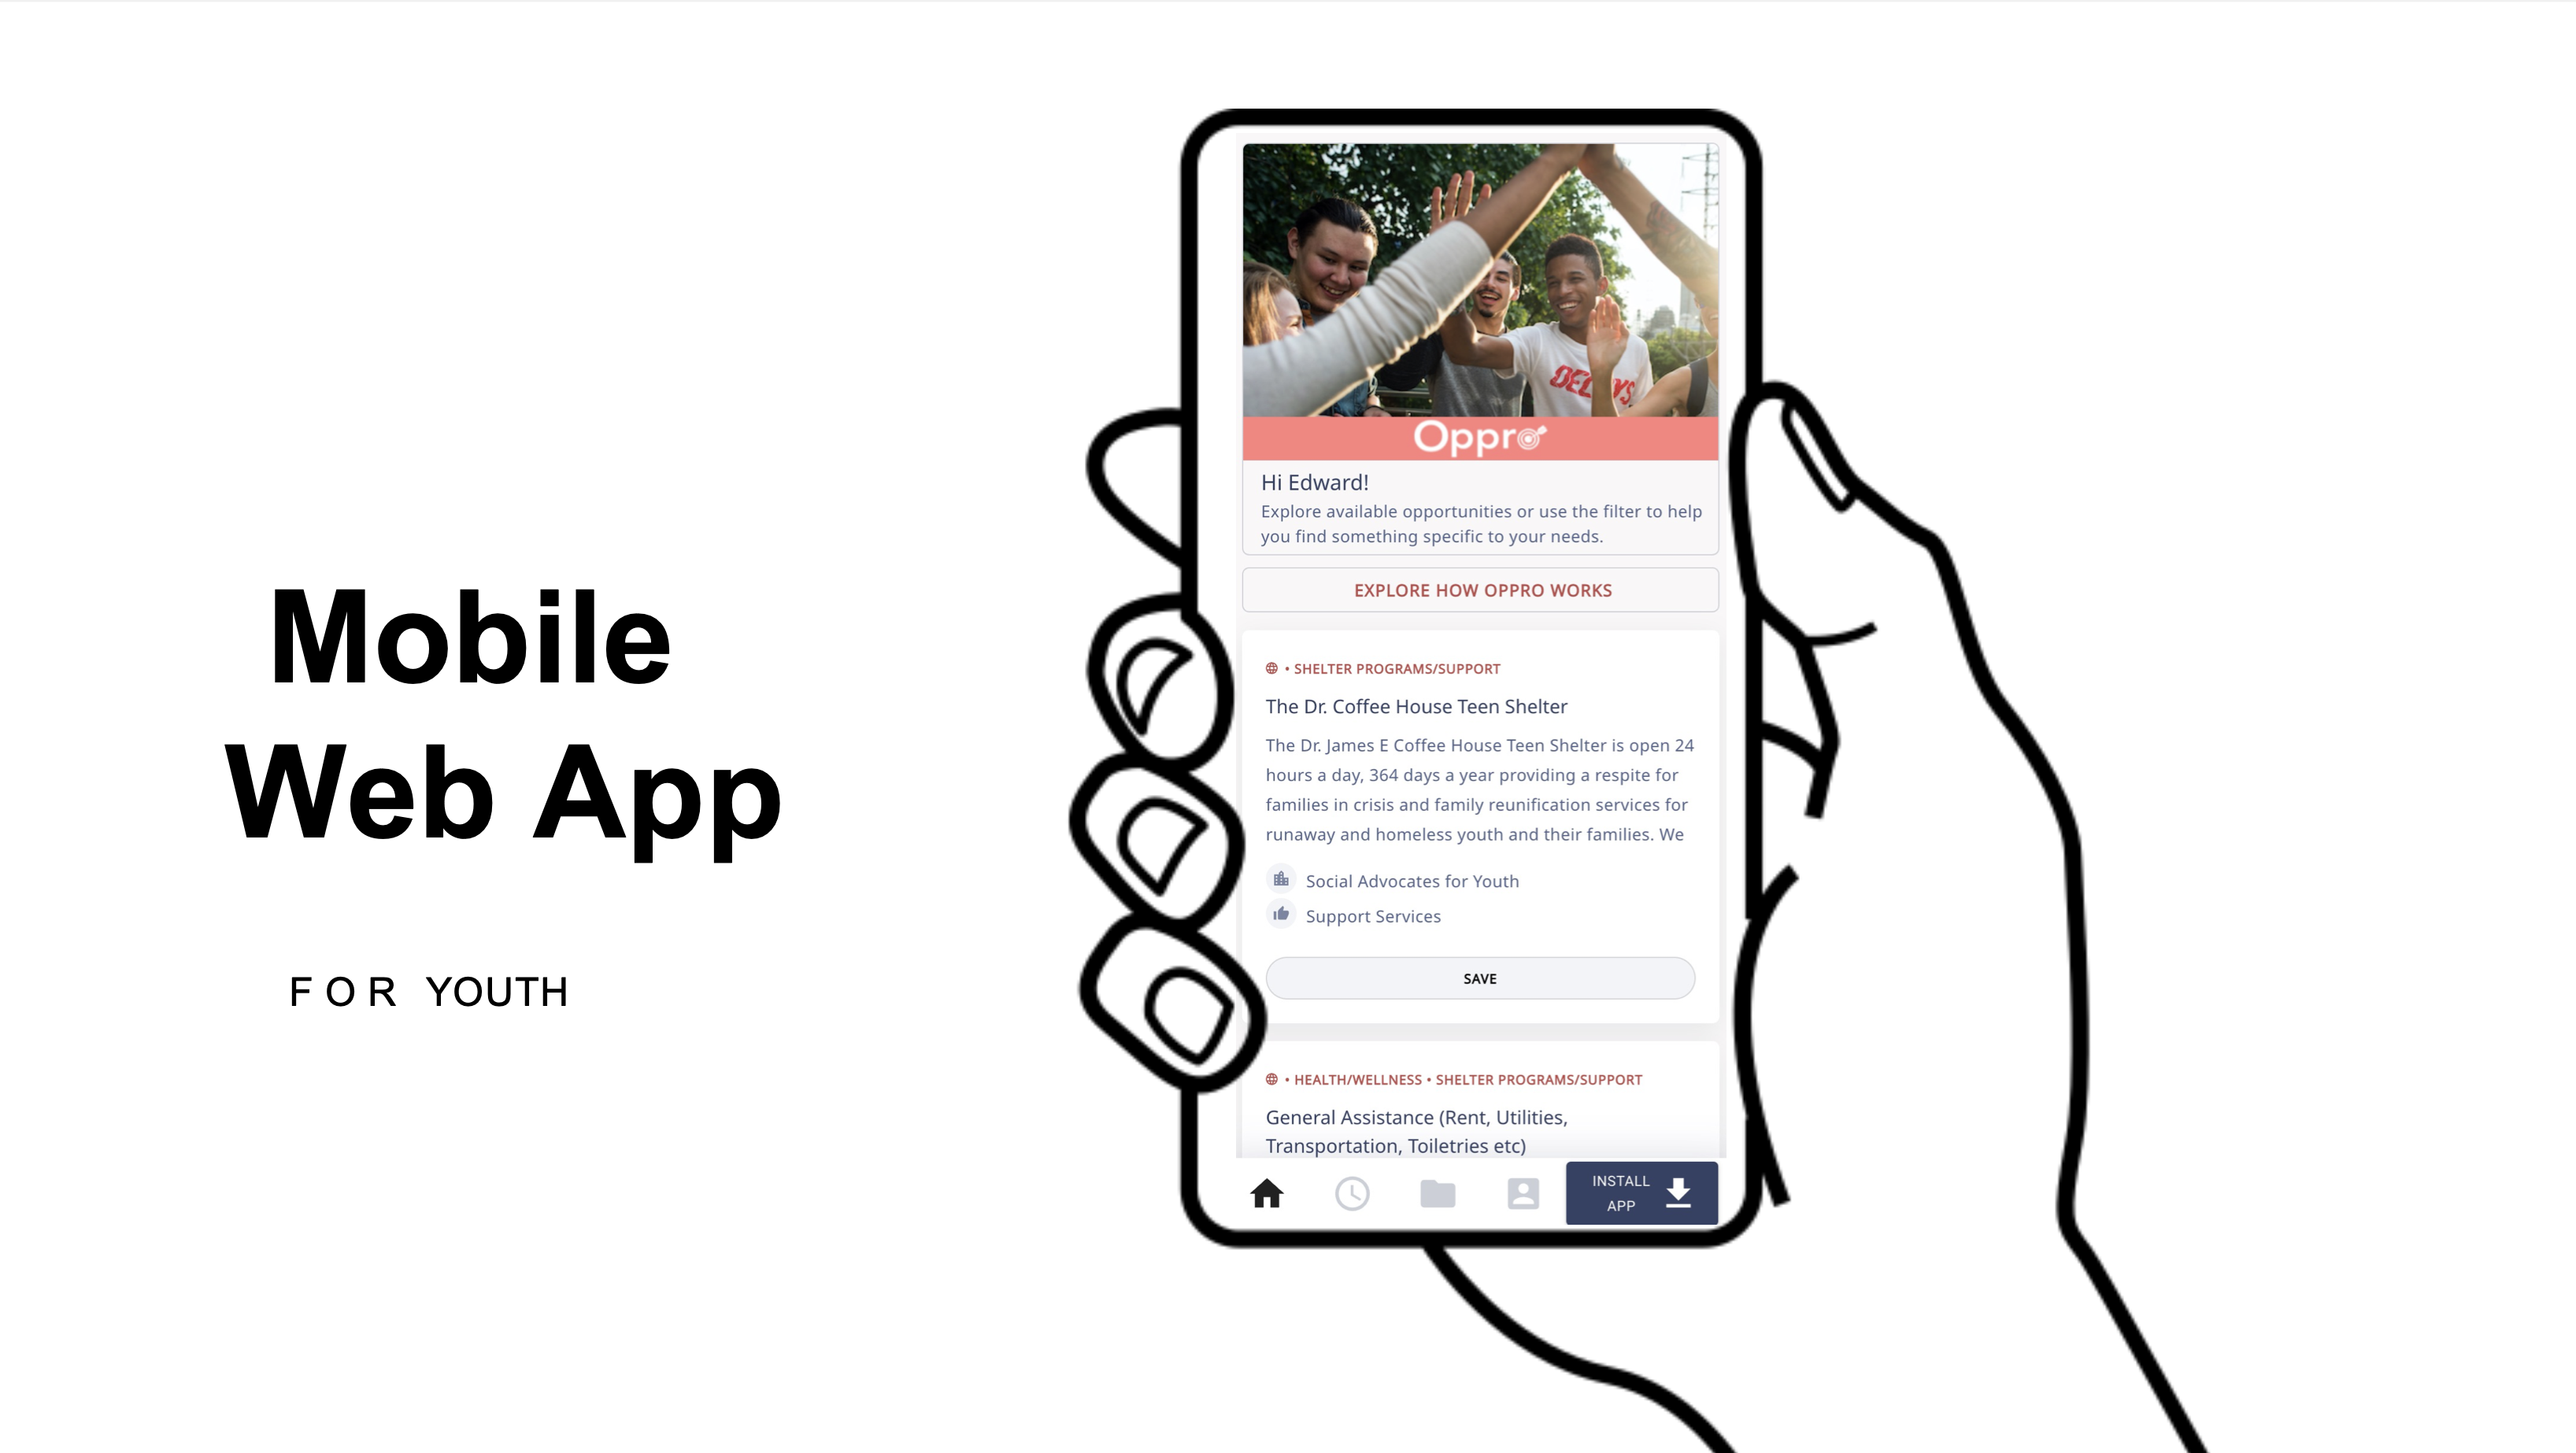 Mobile
Web App
FOR YOUTH
Oppro
Hi Edward!
Explore available opportunities or use the filter to help
you find something specific to your needs.
EXPLORE HOW OPPRO WORKS
• SHELTER PROGRAMS/SUPPORT
The Dr. Coffee House Teen Shelter
The Dr. James E Coffee House Teen Shelter is open 24
hours a day, 364 days a year providing a respite for
families in crisis and family reunification services for
runaway and homeless youth and their families. We
Social Advocates for Youth
Support Services
SAVE
• HEALTH/WELLNESS • SHELTER PROGRAMS/SUPPORT
General Assistance (Rent, Utilities,
Transportation, Toiletries etc)
INSTALL
APP